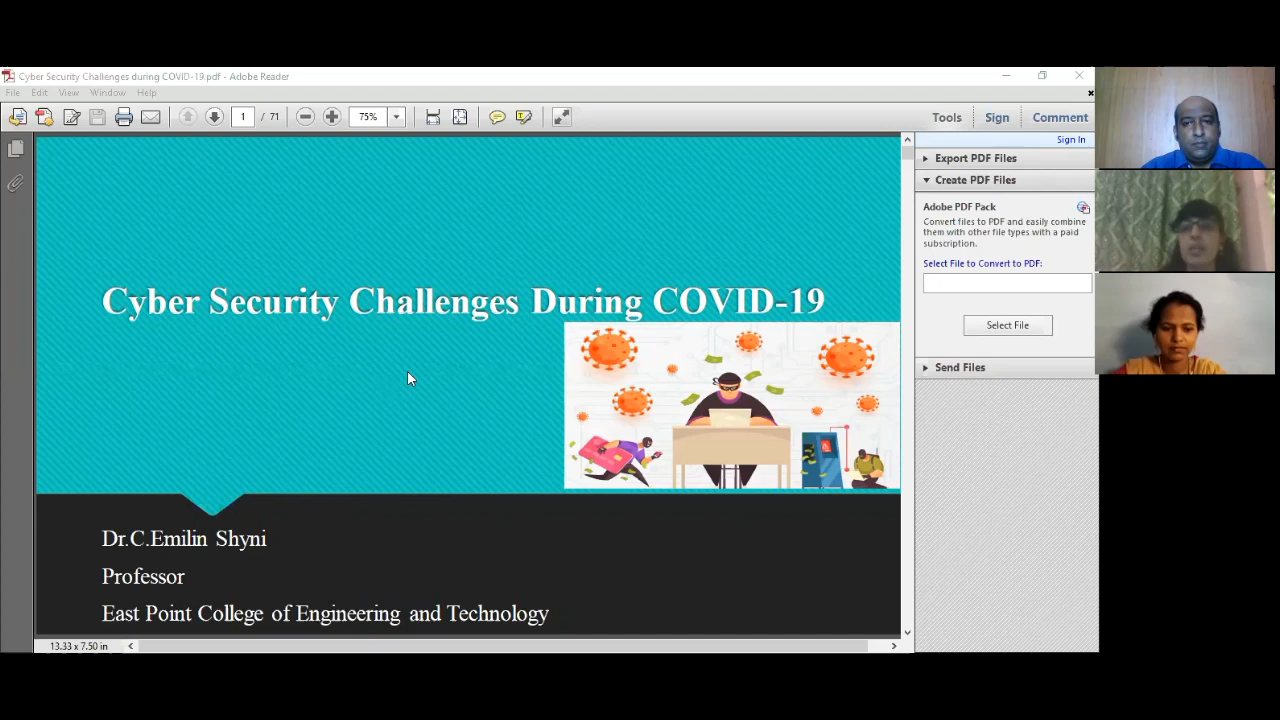 Cyber Security Challenges during COVID-19.pdf - Adobe Reader
File Edit View Window Help
1 / 71 75% Tools Sign Comment
Sign In
Export PDF Files
Create PDF Files
Adobe PDF Pack
Convert files to PDF and easily combine
them with other file types with a paid
subscription.
Select File to Convert to PDF:
Select File
Send Files
Cyber Security Challenges During COVID-19
Dr.C.Emilin Shyni
Professor
East Point College of Engineering and Technology
13.33 x 7.50 in